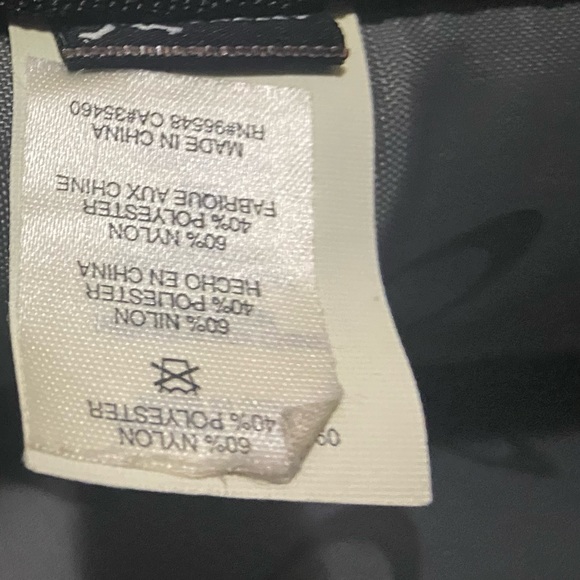 60% NYLON
40% POLYESTER
60% NILON
40% POLIESTER
HECHO EN CHINA
60% NYLON
40% POLYESTER
FABRIQUE AUX CHINE
MADE IN CHINA
RN#96548 CA#35460